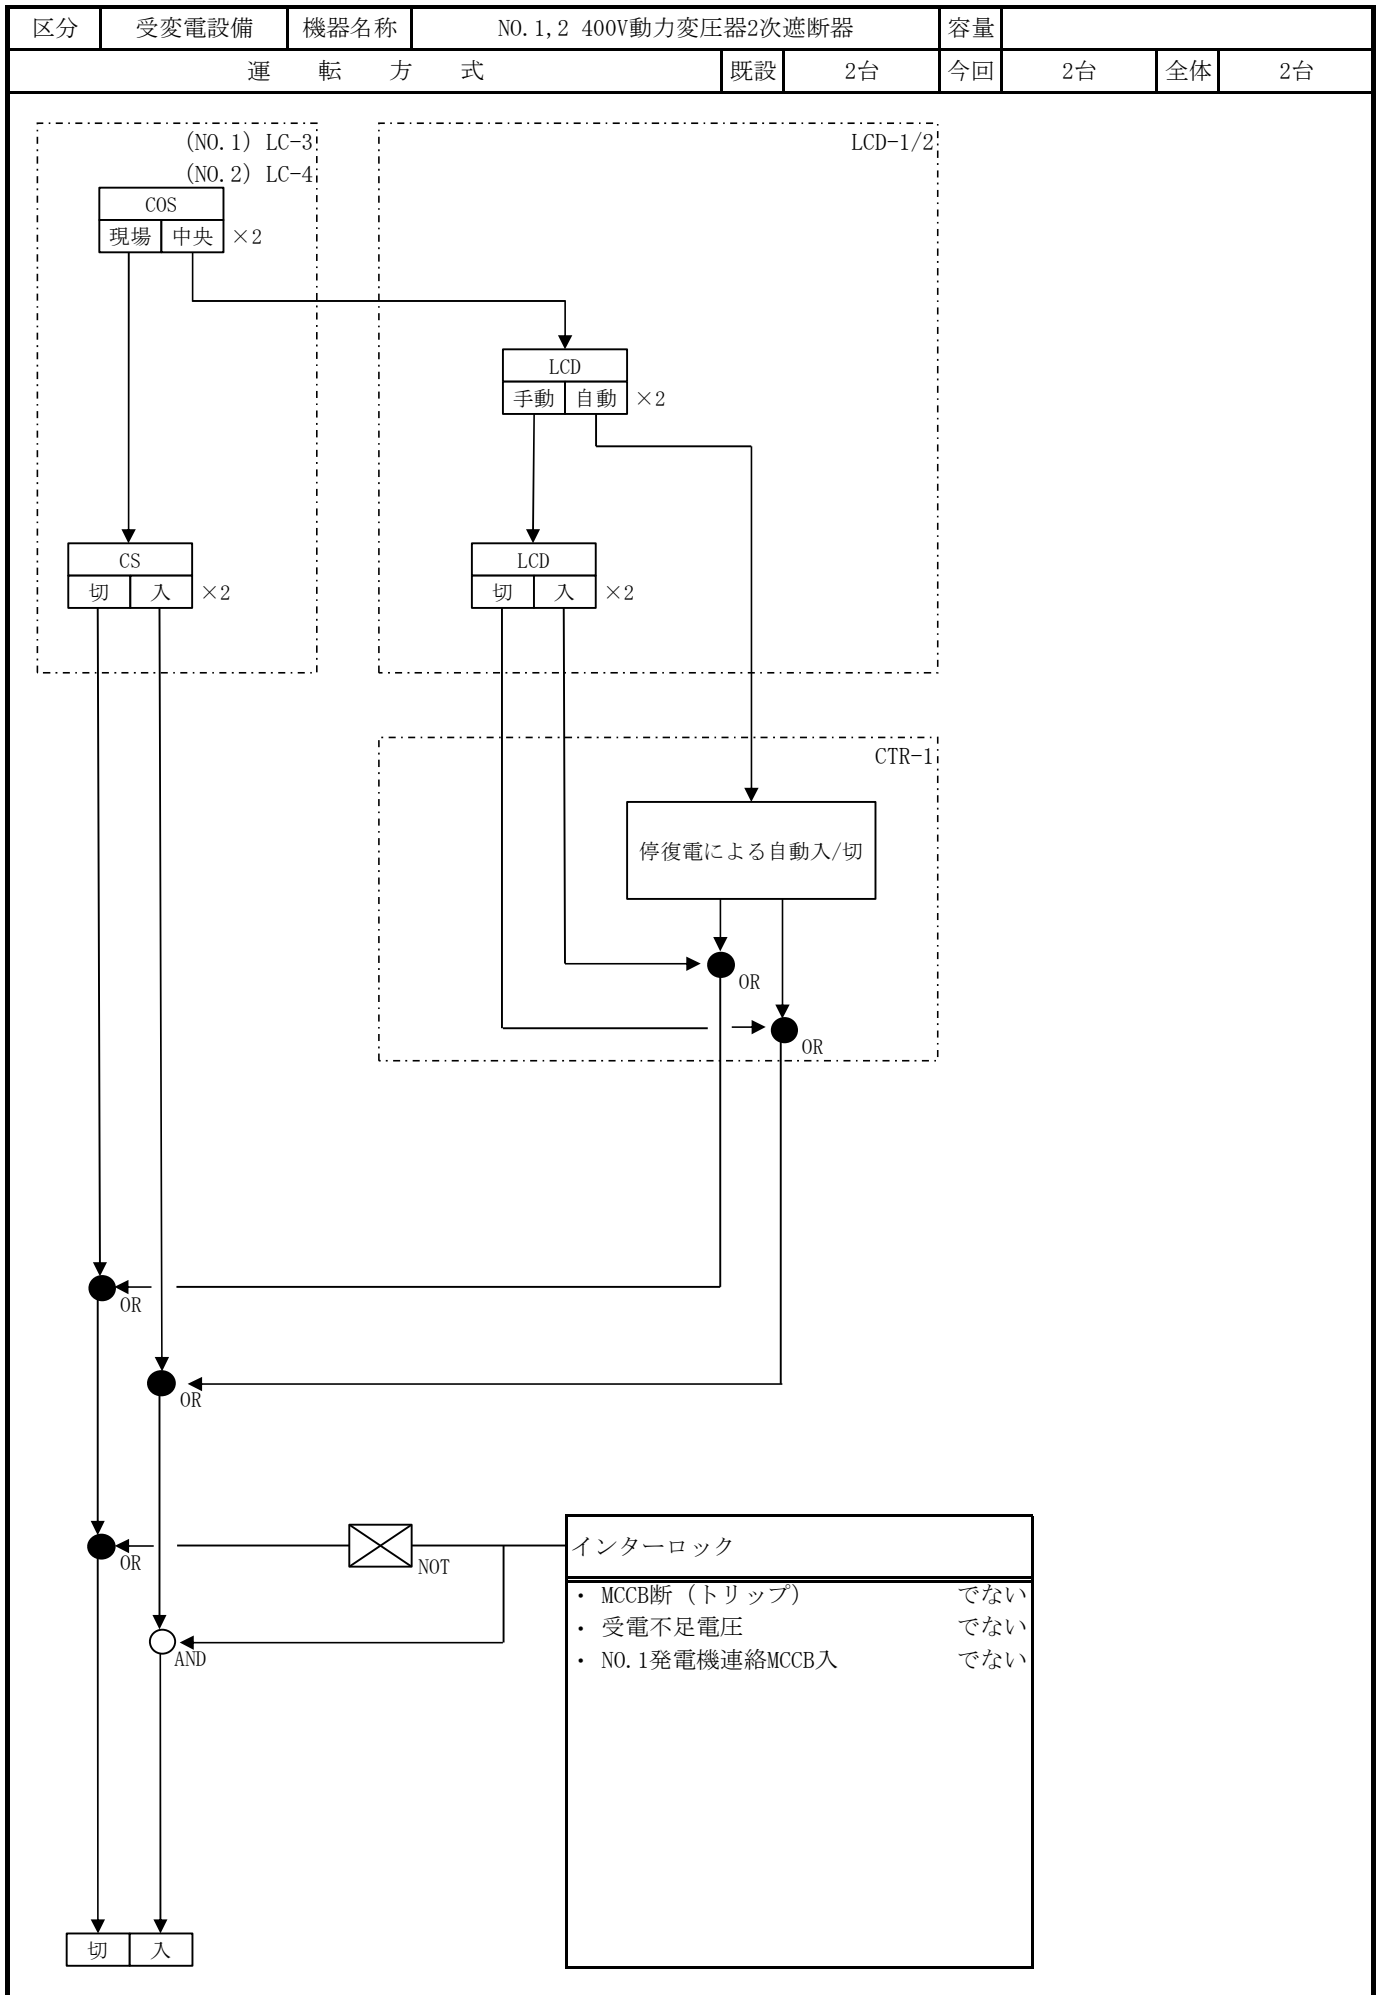 区分 受変電設備 機器名称 NO.1,2 400V動力変圧器2次遮断器 容量
運 転 方 式 既設 2台 今回 2台 全体 2台
(NO.1) LC-3 LCD-1/2
(NO.2) LC-4
COS
現場 中央 ×2
LCD
手動 自動 ×2
CS LCD
切 入 ×2 切 入 ×2
CTR-1
停復電による自動入/切
OR
OR
OR
OR
インターロック
OR NOT
・ MCCB断（トリップ） でない
・ 受電不足電圧 でない
・ NO.1発電機連絡MCCB入 でない
AND
切 入